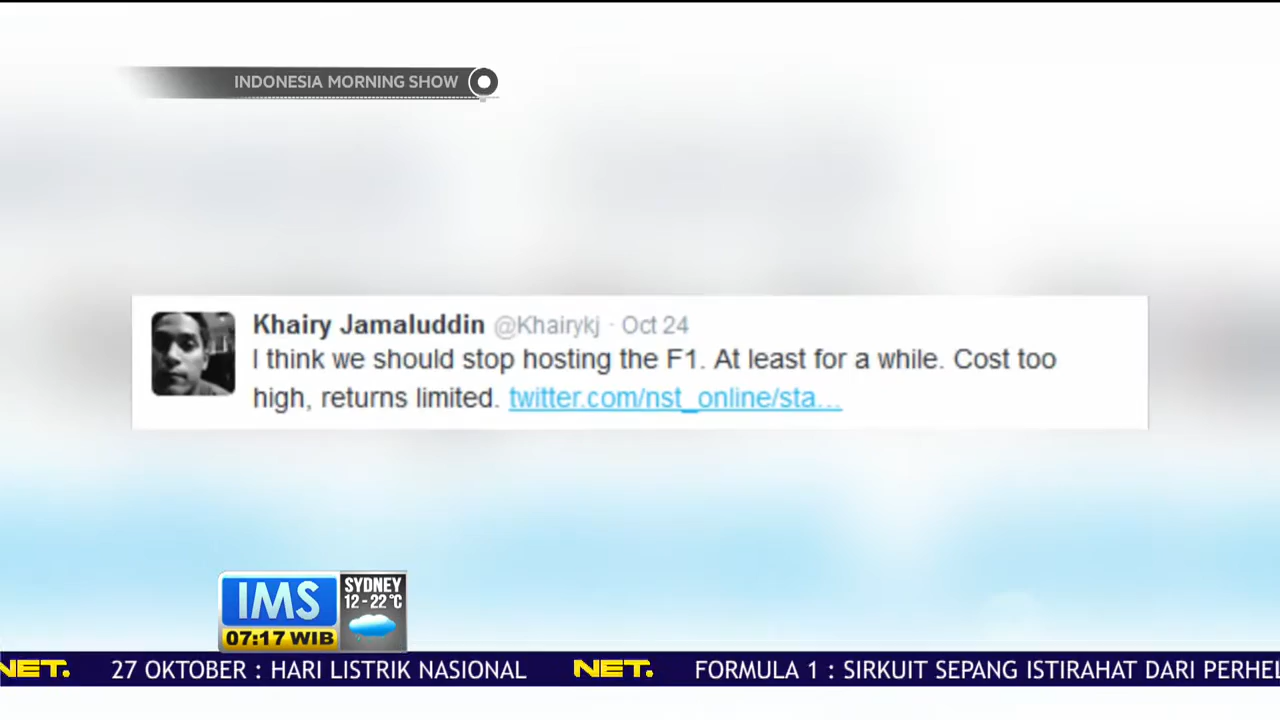 INDONESIA MORNING SHOW
Khairy Jamaluddin @Khairykj · Oct 24
I think we should stop hosting the F1. At least for a while. Cost too
high, returns limited. twitter.com/nst_online/sta...
IMS
SYDNEY
12 - 22 °C
07:17 WIB
NET. 27 OKTOBER : HARI LISTRIK NASIONAL NET. FORMULA 1 : SIRKUIT SEPANG ISTIRAHAT DARI PERHEL